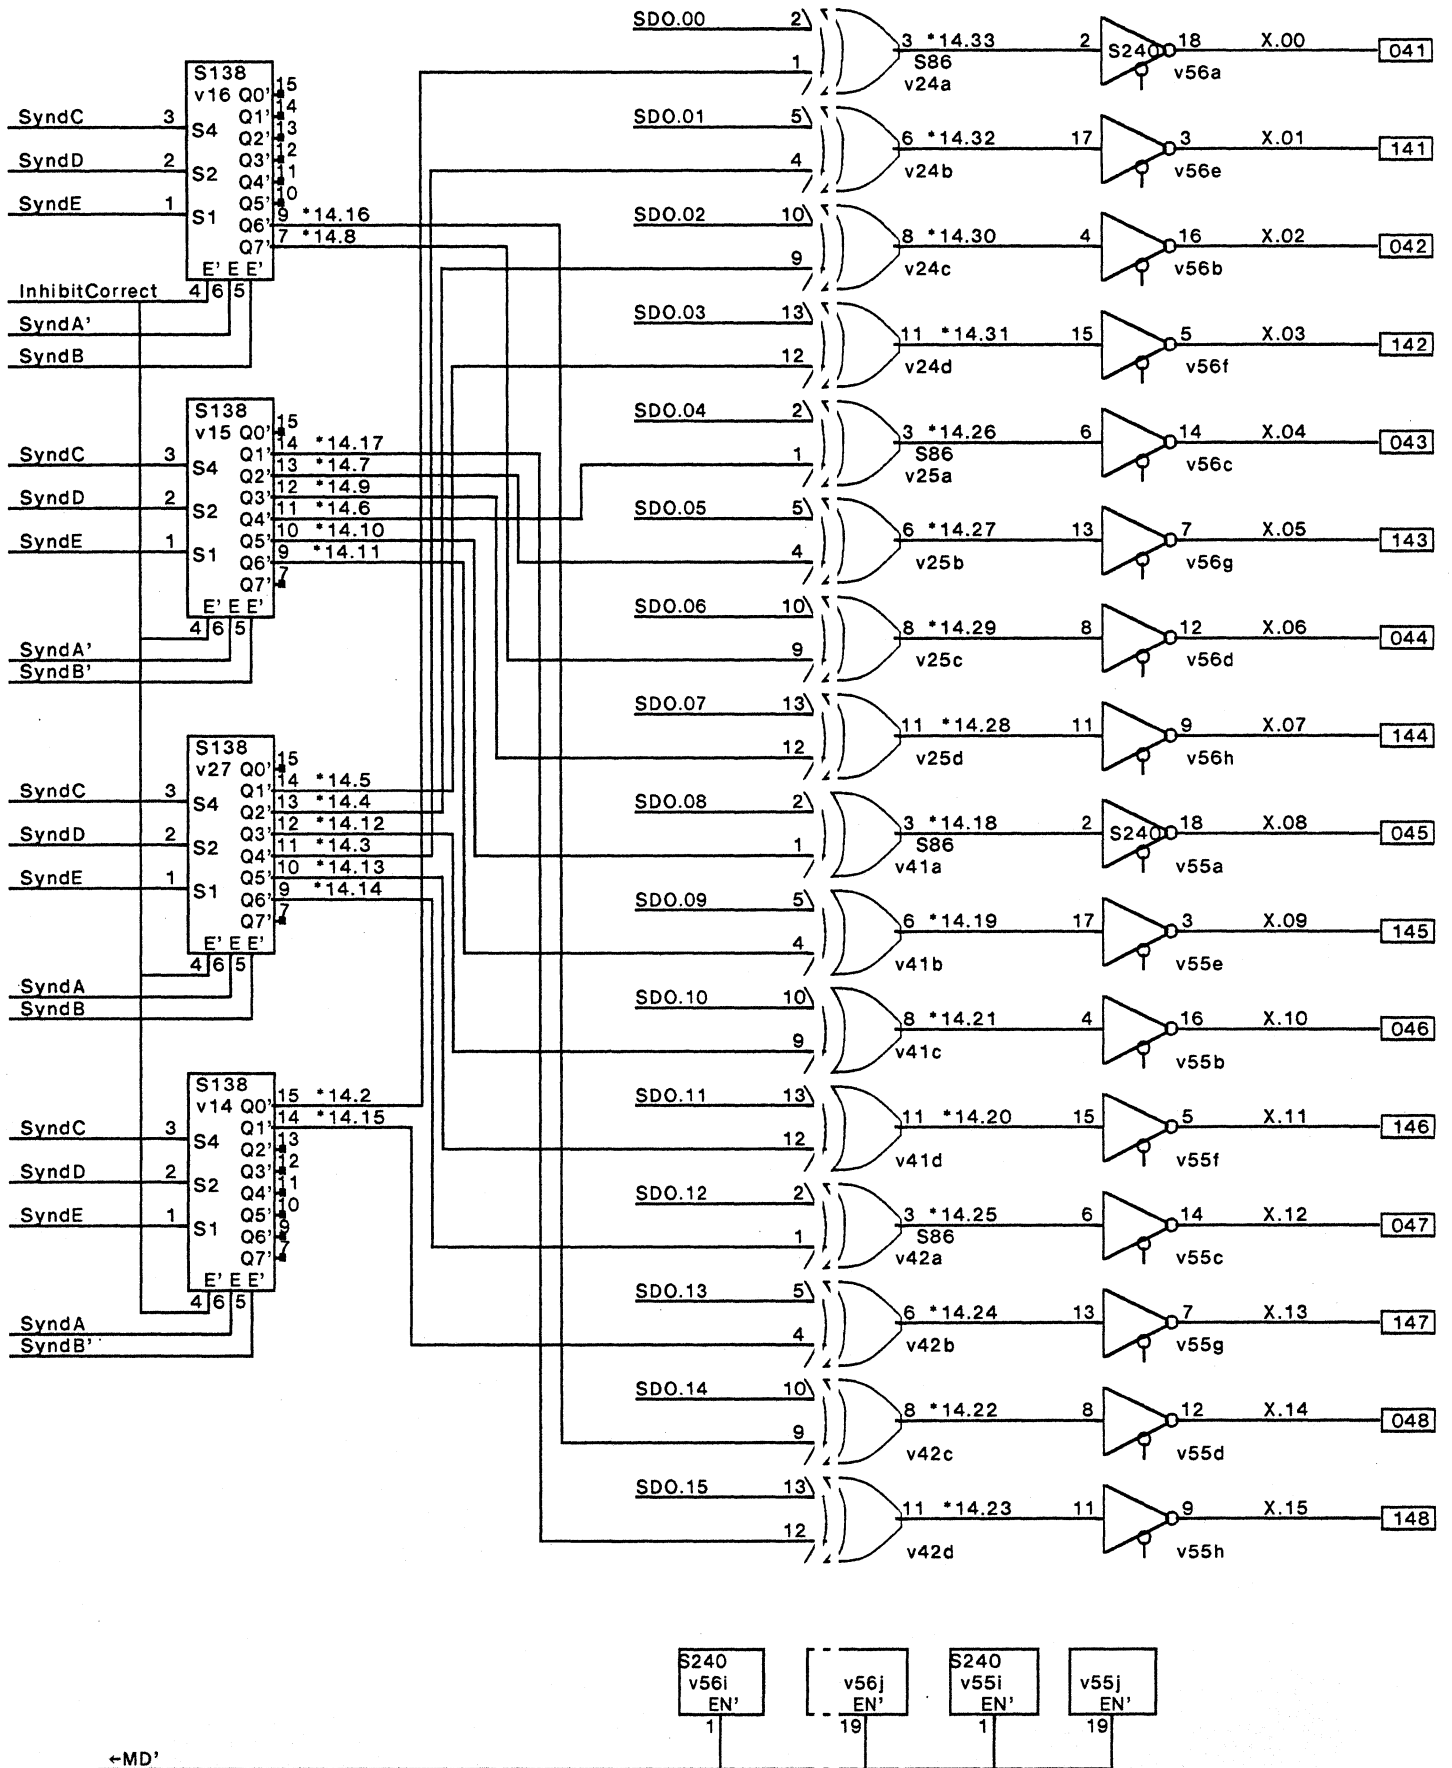 SDO.00 2 3 *14.33 2 S240 18 X.00 041
1 S86 v24a v56a
SDO.01 5 6 *14.32 17 3 X.01 141
4 v24b v56e
SDO.02 10 8 *14.30 4 16 X.02 042
9 v24c v56b
SDO.03 13 11 *14.31 15 5 X.03 142
12 v24d v56f
SDO.04 2 3 *14.26 6 14 X.04 043
1 S86 v25a v56c
SDO.05 5 6 *14.27 13 7 X.05 143
4 v25b v56g
SDO.06 10 8 *14.29 8 12 X.06 044
9 v25c v56d
SDO.07 13 11 *14.28 11 9 X.07 144
12 v25d v56h
SDO.08 2 3 *14.18 2 S240 18 X.08 045
1 S86 v41a v55a
SDO.09 5 6 *14.19 17 3 X.09 145
4 v41b v55e
SDO.10 10 8 *14.21 4 16 X.10 046
9 v41c v55b
SDO.11 13 11 *14.20 15 5 X.11 146
12 v41d v55f
SDO.12 2 3 *14.25 6 14 X.12 047
1 S86 v42a v55c
SDO.13 5 6 *14.24 13 7 X.13 147
4 v42b v55g
SDO.14 10 8 *14.22 8 12 X.14 048
9 v42c v55d
SDO.15 13 11 *14.23 11 9 X.15 148
12 v42d v55h
S138
v16 Q0' 15
Q1' 14
SyndC 3 S4 Q2' 13
Q3' 12
SyndD 2 S2 Q4' 11
Q5' 10
SyndE 1 S1 Q6' 9 *14.16
Q7' 7 *14.8
E' E E'
InhibitCorrect 4 6 5
SyndA'
SyndB
S138
v15 Q0' 15
Q1' 14 *14.17
SyndC 3 S4 Q2' 13 *14.7
Q3' 12 *14.9
SyndD 2 S2 Q4' 11 *14.6
Q5' 10 *14.10
SyndE 1 S1 Q6' 9 *14.11
Q7' 7
E' E E'
4 6 5
SyndA'
SyndB'
S138
v27 Q0' 15
Q1' 14 *14.5
SyndC 3 S4 Q2' 13 *14.4
Q3' 12 *14.12
SyndD 2 S2 Q4' 11 *14.3
Q5' 10 *14.13
SyndE 1 S1 Q6' 9 *14.14
Q7' 7
E' E E'
4 6 5
SyndA
SyndB
S138
v14 Q0' 15 *14.2
Q1' 14 *14.15
SyndC 3 S4 Q2' 13
Q3' 12
SyndD 2 S2 Q4' 11
Q5' 10
SyndE 1 S1 Q6' 9
Q7' 7
E' E E'
4 6 5
SyndA
SyndB'
S240 S240
v56i v56j v55i v55j
EN' EN' EN' EN'
1 19 1 19
←MD'